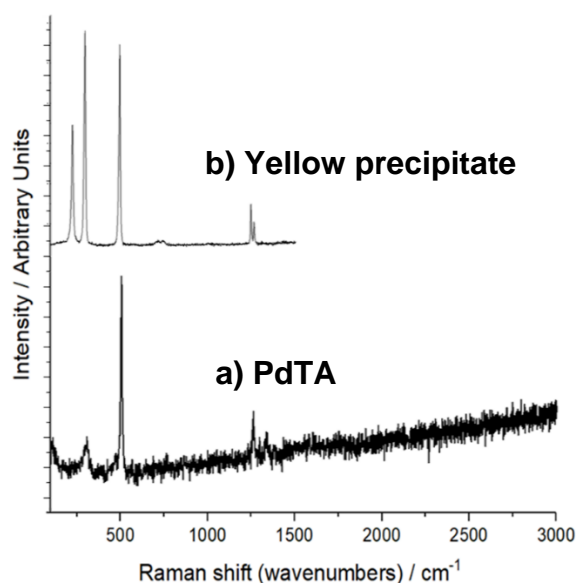 Intensity / Arbitrary Units
b) Yellow precipitate
a) PdTA
500 1000 1500 2000 2500 3000
Raman shift (wavenumbers) / cm⁻¹